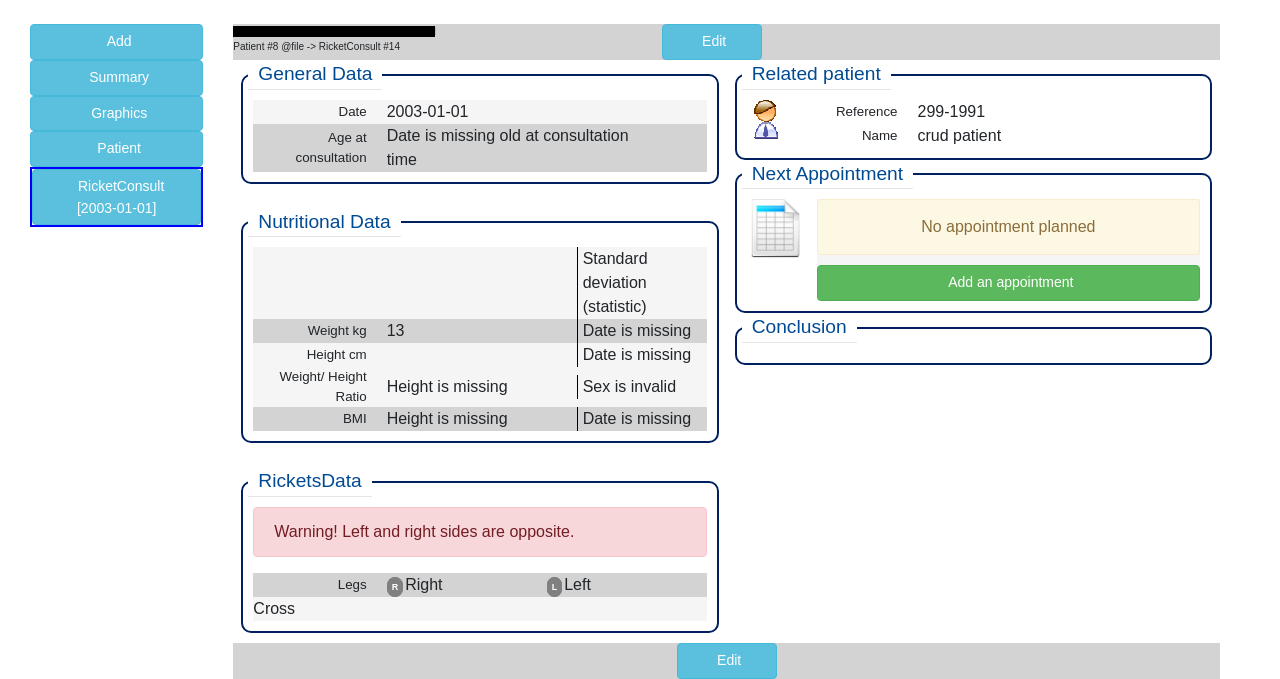 Add
Summary
Graphics
Patient
RicketConsult
[2003-01-01]
Patient #8 @file -> RicketConsult #14
Edit
General Data
Date 2003-01-01
Age at consultation Date is missing old at consultation time
Nutritional Data
Standard
deviation
(statistic)
Weight kg 13 Date is missing
Height cm Date is missing
Weight/ Height Ratio Height is missing Sex is invalid
BMI Height is missing Date is missing
RicketsData
Warning! Left and right sides are opposite.
Legs R Right L Left
Cross
Related patient
Reference 299-1991
Name crud patient
Next Appointment
No appointment planned
Add an appointment
Conclusion
Edit